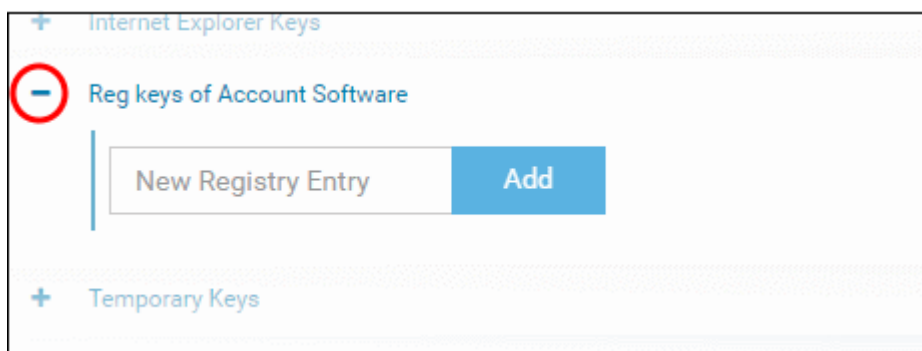 + Internet Explorer Keys
− Reg keys of Account Software
New Registry Entry Add
+ Temporary Keys